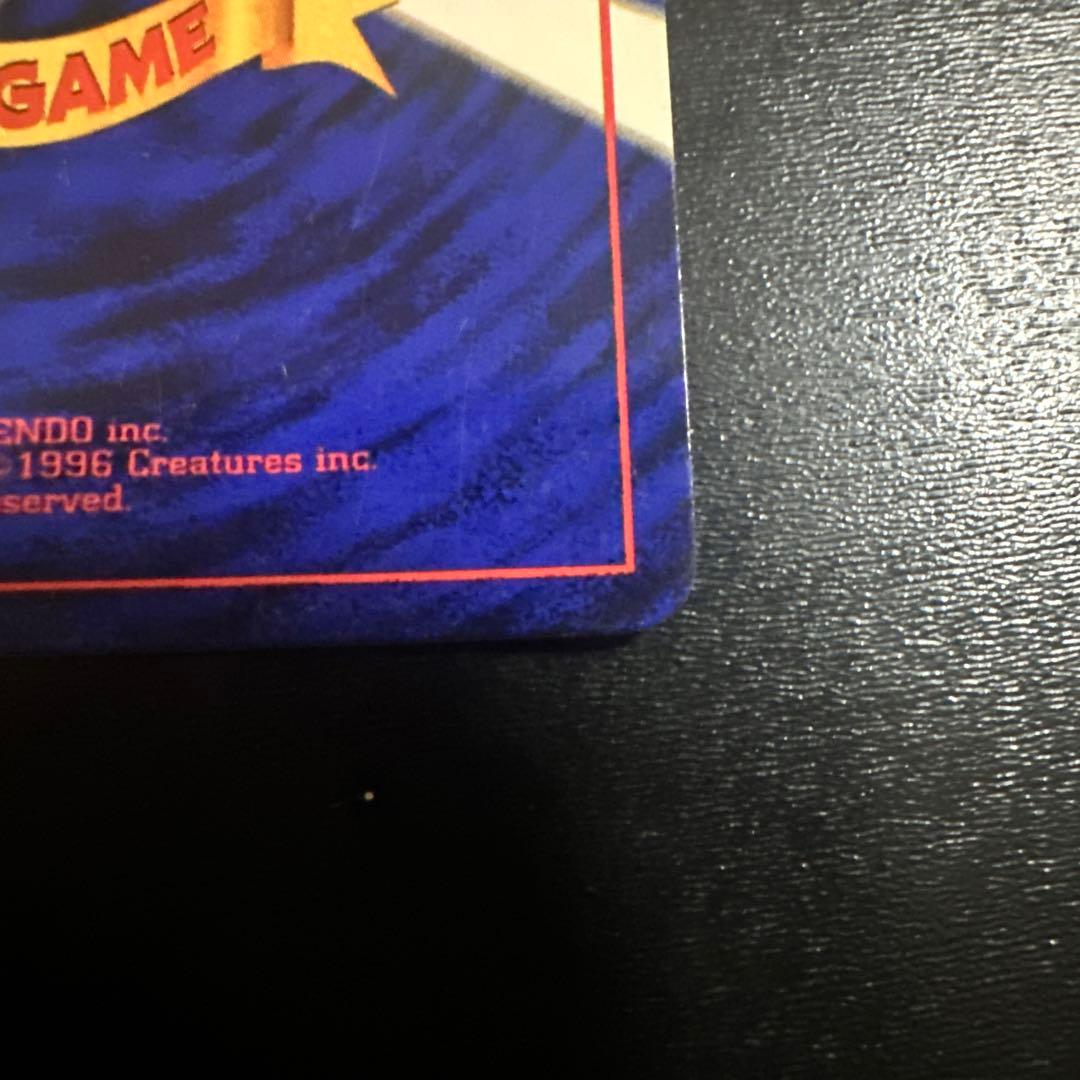 GAME
ENDO inc.
©1996 Creatures inc.
served.